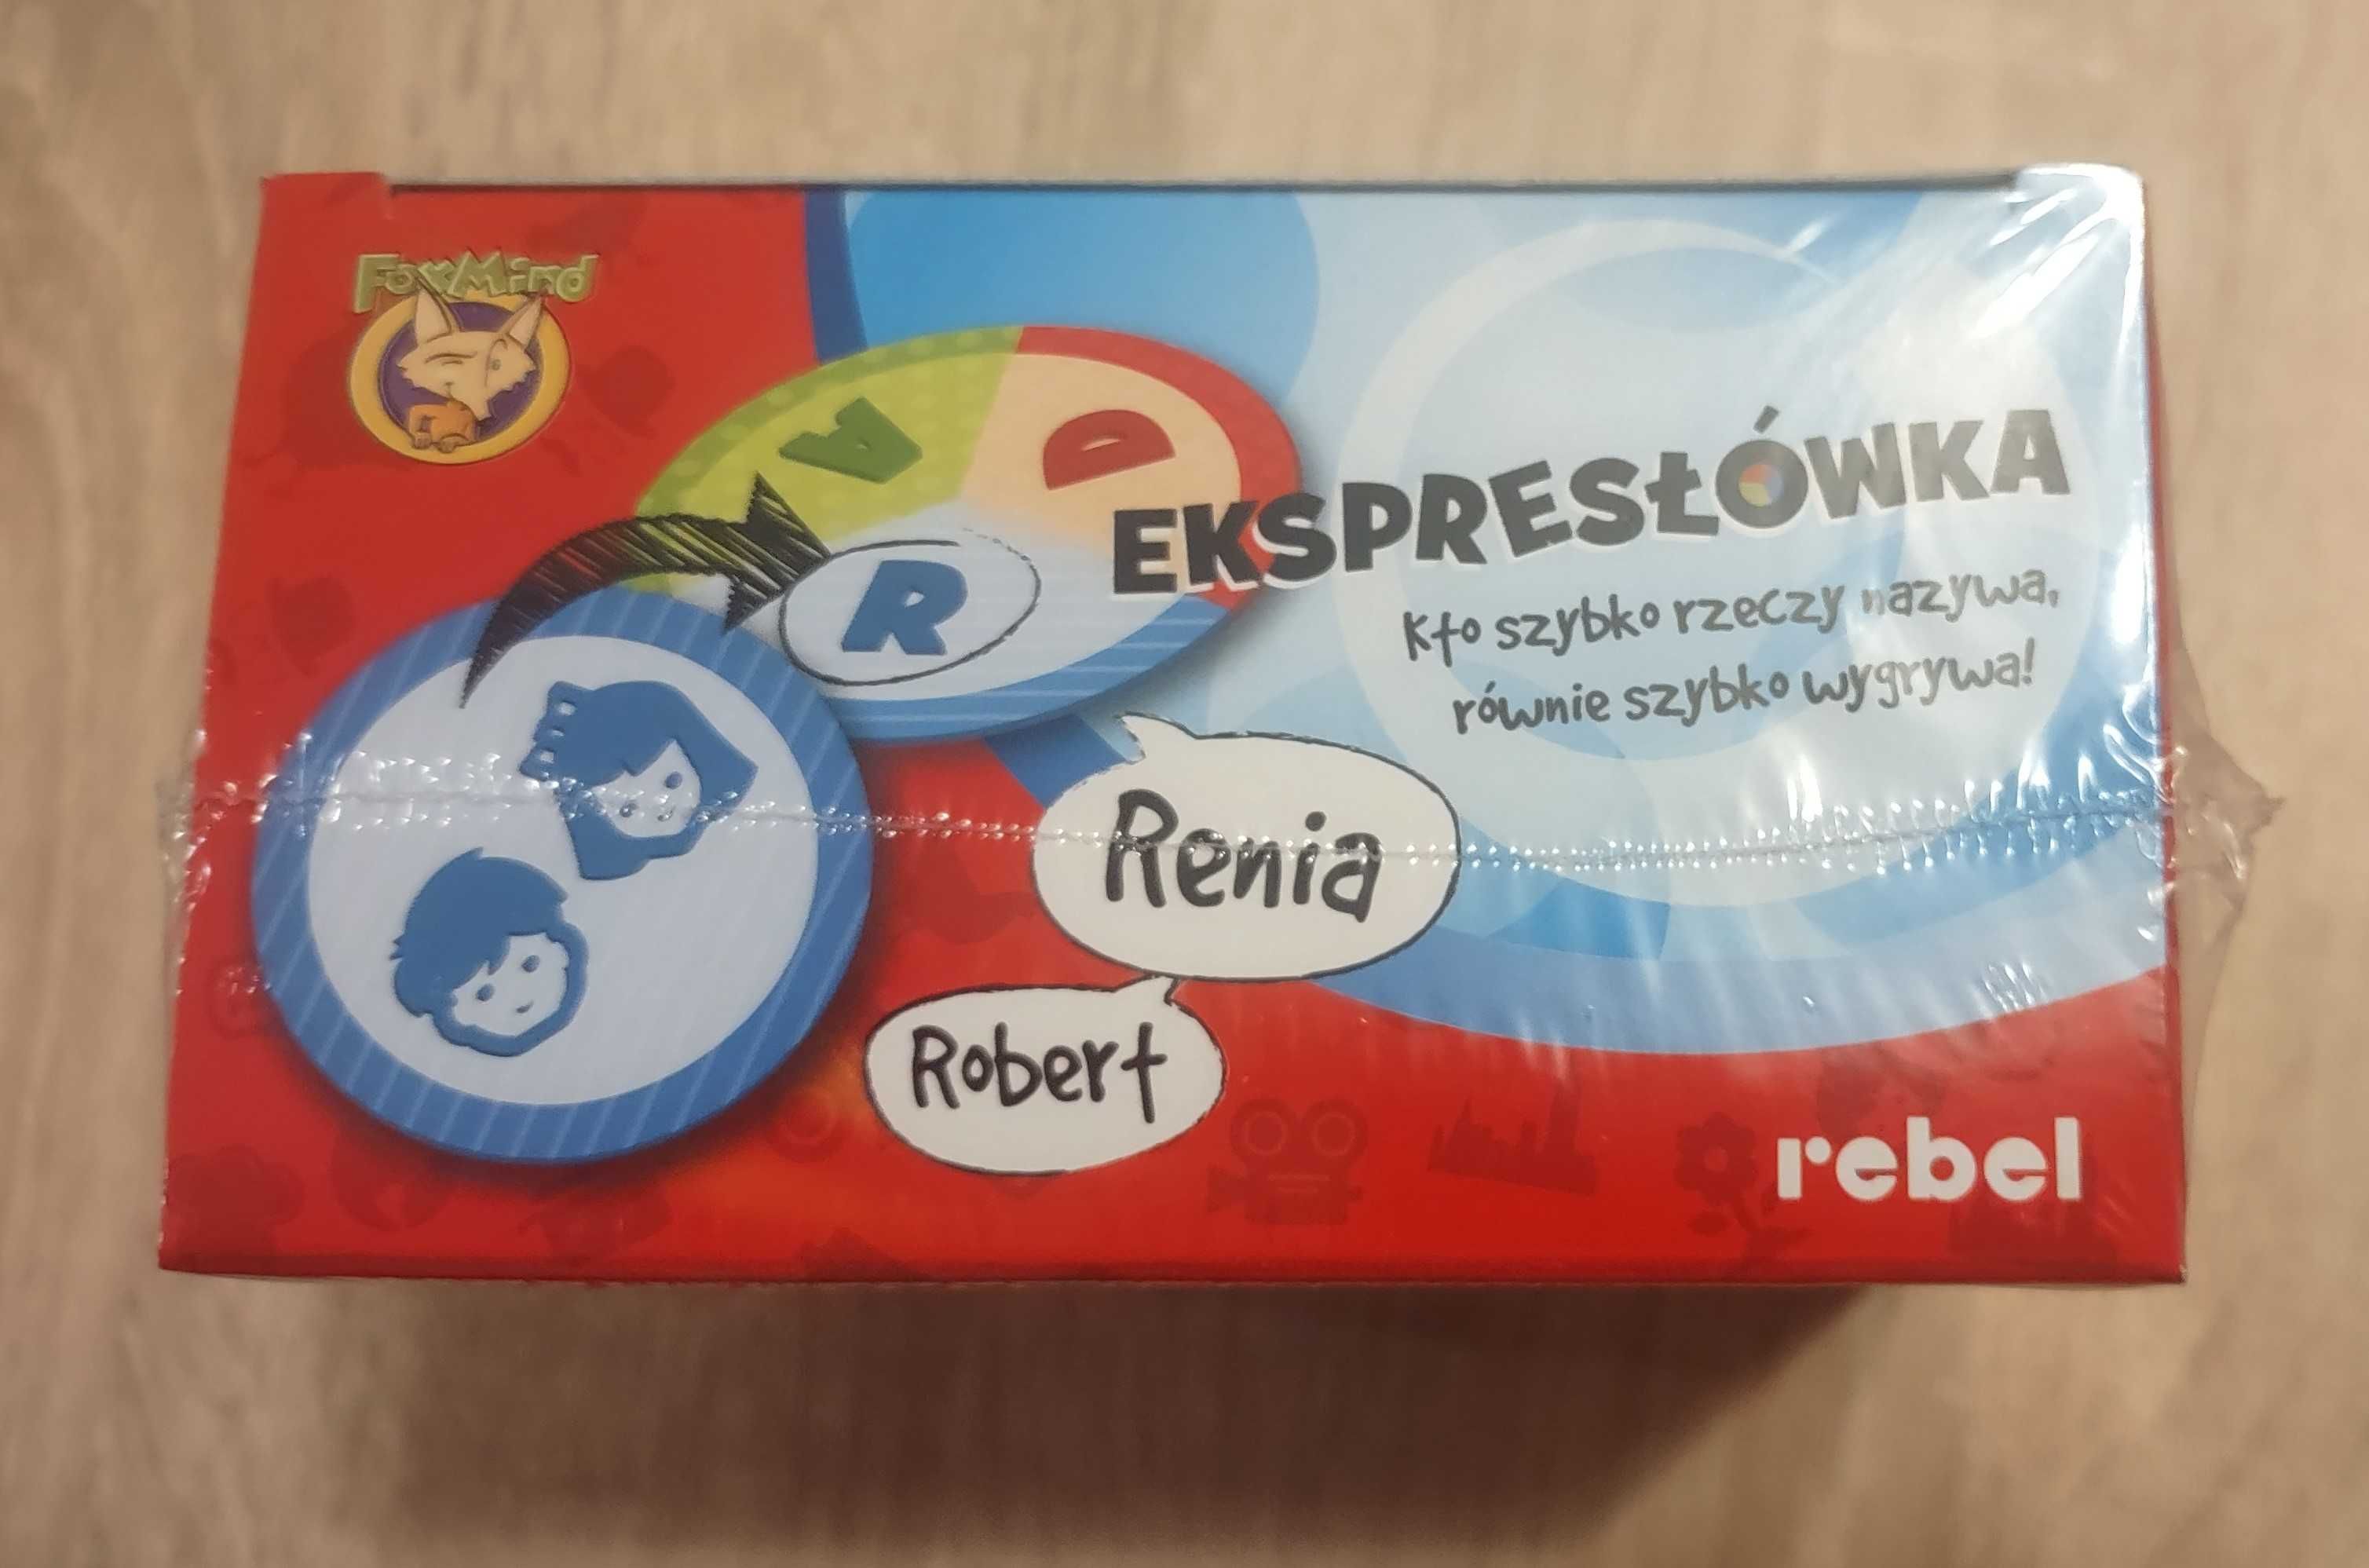 FoxMind
A
D
R
EKSPRESŁÓWKA
Kto szybko rzeczy nazywa,
równie szybko wygrywa!
Renia
Robert
rebel